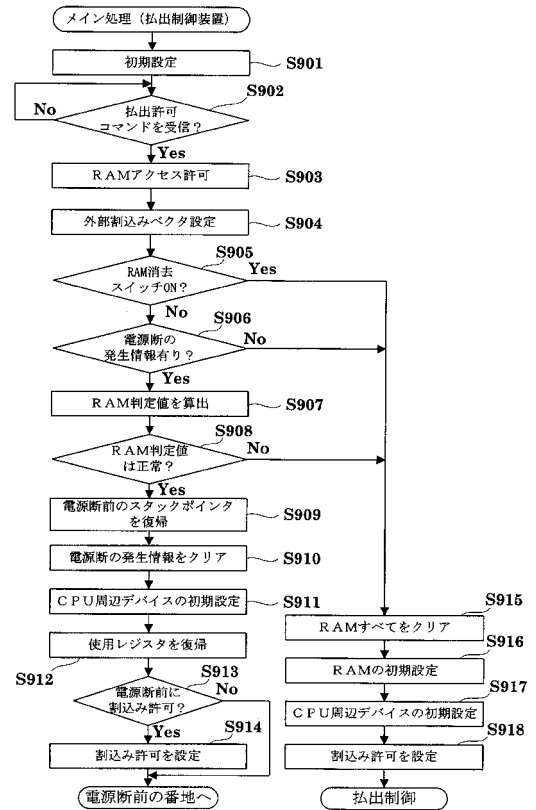 メイン処理（払出制御装置）
初期設定
S901
S902
No
払出許可
コマンドを受信？
Yes
ＲＡＭアクセス許可
S903
外部割込みベクタ設定
S904
S905
RAM消去
スイッチON？
Yes
No
S906
電源断の
発生情報有り？
No
Yes
ＲＡＭ判定値を算出
S907
S908
ＲＡＭ判定値
は正常？
No
Yes
電源断前のスタックポインタ
を復帰
S909
電源断の発生情報をクリア
S910
ＣＰＵ周辺デバイスの初期設定
S911
使用レジスタを復帰
S912
S913
電源断前に
割込み許可？
No
Yes
S914
割込み許可を設定
電源断前の番地へ
S915
ＲＡＭすべてをクリア
S916
ＲＡＭの初期設定
S917
ＣＰＵ周辺デバイスの初期設定
S918
割込み許可を設定
払出制御